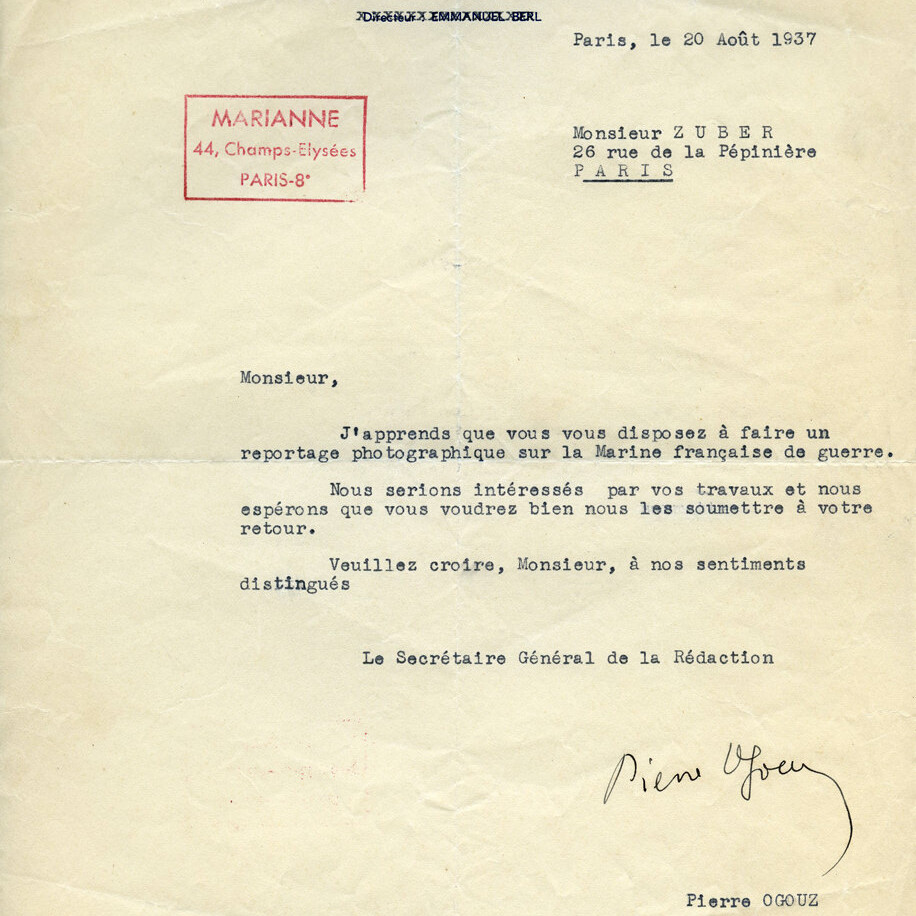 Directeur : EMMANUEL BERL
Paris, le 20 Août 1937
MARIANNE
44, Champs-Elysées
PARIS-8°
Monsieur Z U B E R
26 rue de la Pépinière
P A R I S
Monsieur,
J'apprends que vous vous disposez à faire un
reportage photographique sur la Marine française de guerre.
Nous serions intéressés par vos travaux et nous
espérons que vous voudrez bien nous les soumettre à votre
retour.
Veuillez croire, Monsieur, à nos sentiments
distingués
Le Secrétaire Général de la Rédaction
Pierre Ogouz
Pierre OGOUZ